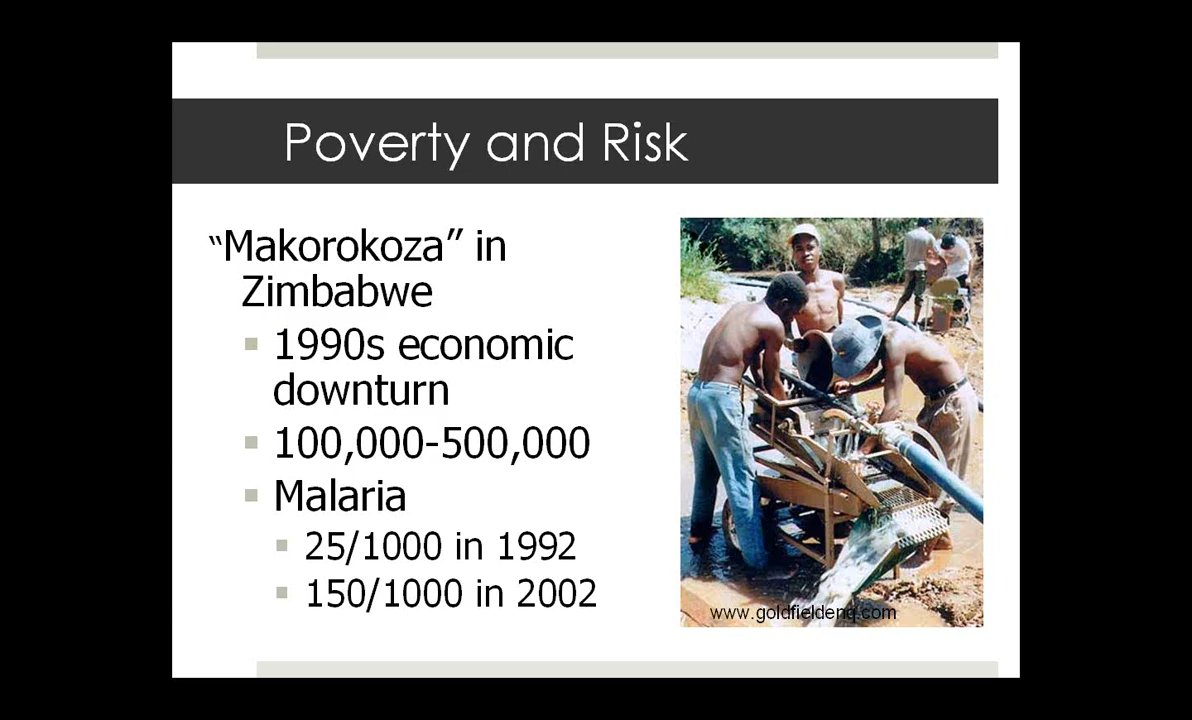 Poverty and Risk
“Makorokoza” in
Zimbabwe
1990s economic
downturn
100,000-500,000
Malaria
25/1000 in 1992
150/1000 in 2002
www.goldfieldeng.com